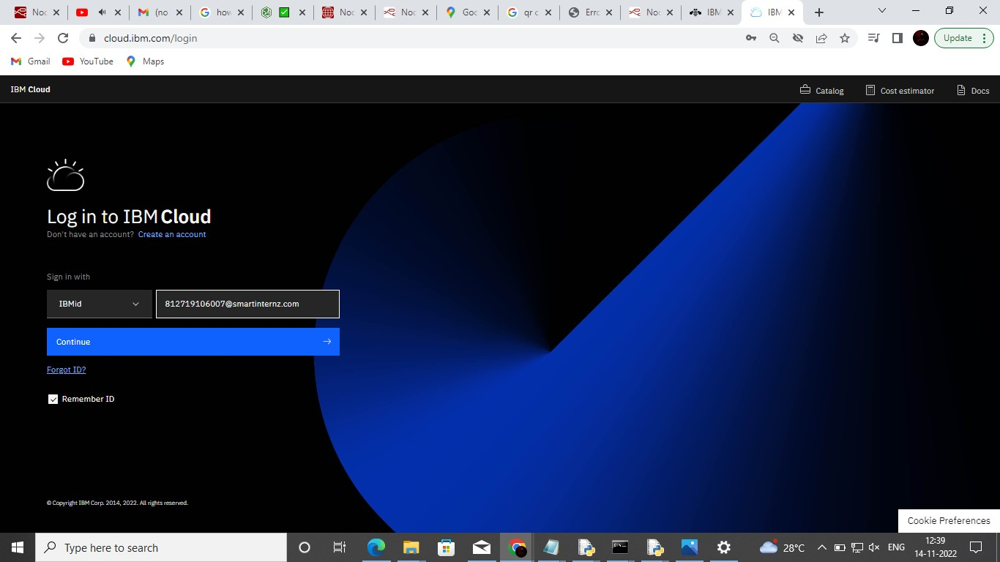 Noc
M (no
hov
Noc
Noc
Goo
qr c
Erro
Noc
IBM
IBM
cloud.ibm.com/login
Update
Gmail
YouTube
Maps
IBM Cloud
Catalog
Cost estimator
Docs
Log in to IBM Cloud
Don't have an account? Create an account
Sign in with
IBMid
812719106007@smartinternz.com
Continue
Forgot ID?
Remember ID
© Copyright IBM Corp. 2014, 2022. All rights reserved.
Cookie Preferences
Type here to search
28°C
ENG
12:39
14-11-2022